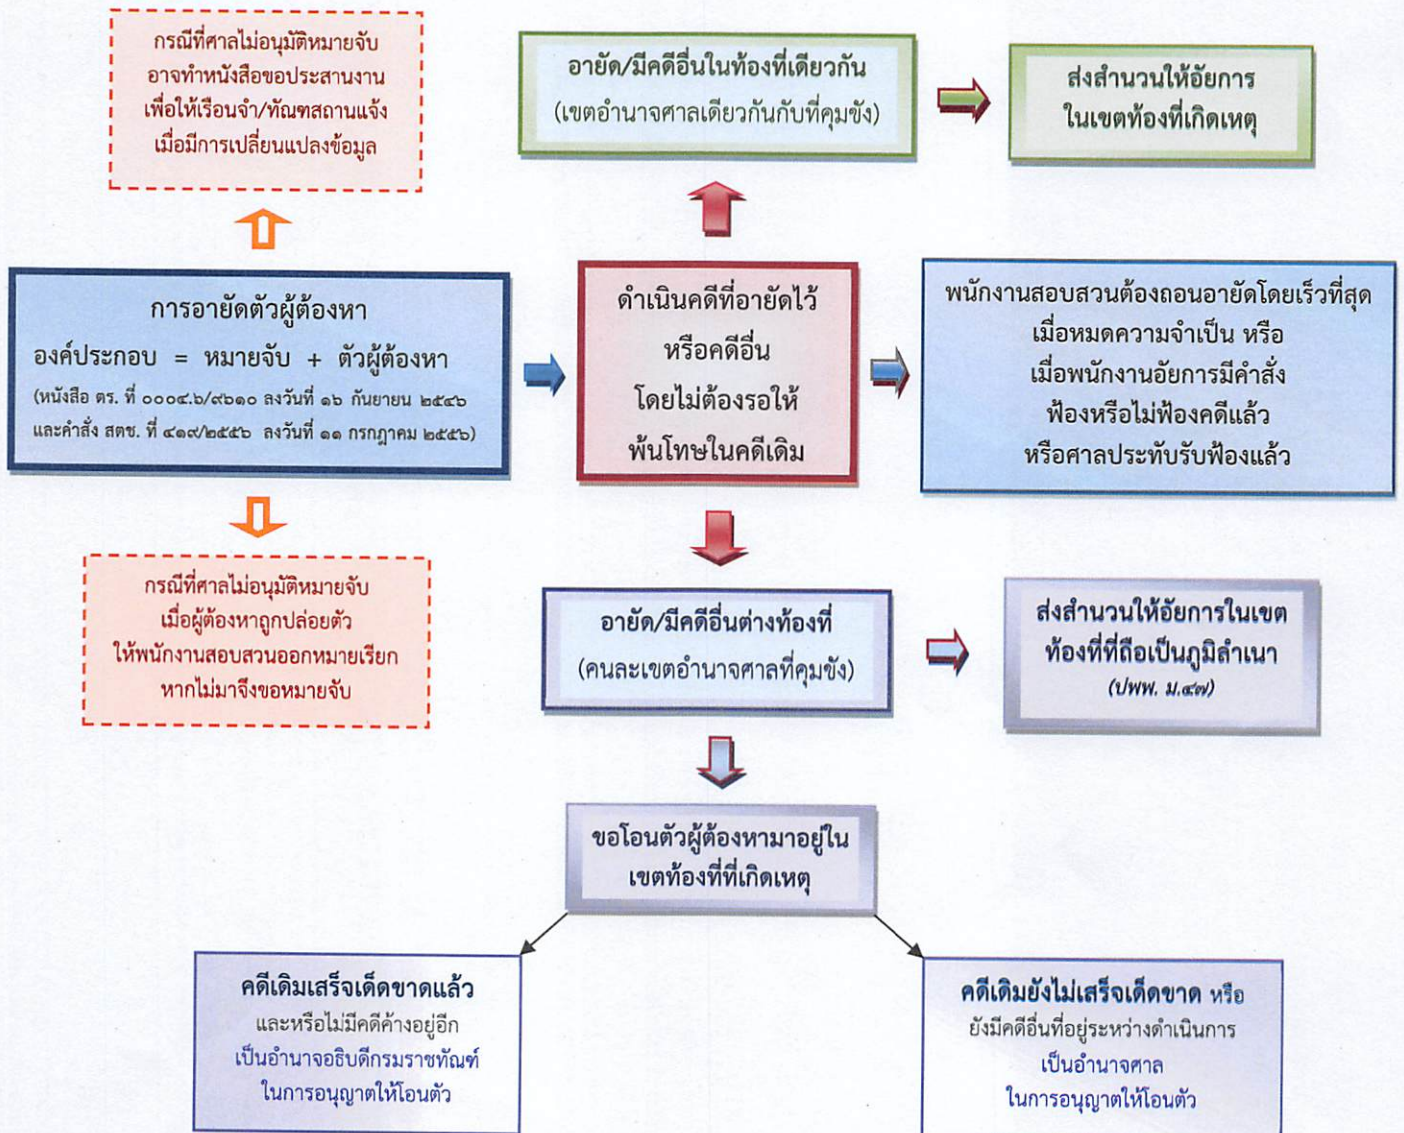 กรณีที่ศาลไม่อนุมัติหมายจับ
อาจทำหนังสือขอประสานงาน
เพื่อให้เรือนจำ/ทัณฑสถานแจ้ง
เมื่อมีการเปลี่ยนแปลงข้อมูล
อายัด/มีคดีอื่นในท้องที่เดียวกัน
(เขตอำนาจศาลเดียวกันกับที่คุมขัง)
ส่งสำนวนให้อัยการ
ในเขตท้องที่เกิดเหตุ
การอายัดตัวผู้ต้องหา
องค์ประกอบ = หมายจับ + ตัวผู้ต้องหา
(หนังสือ ตร. ที่ ๐๐๐๔.๖/๙๖๑๐ ลงวันที่ ๑๖ กันยายน ๒๕๔๖
และคำสั่ง สตช. ที่ ๔๑๙/๒๕๕๖ ลงวันที่ ๑๑ กรกฎาคม ๒๕๕๖)
ดำเนินคดีที่อายัดไว้
หรือคดีอื่น
โดยไม่ต้องรอให้
พ้นโทษในคดีเดิม
พนักงานสอบสวนต้องถอนอายัดโดยเร็วที่สุด
เมื่อหมดความจำเป็น หรือ
เมื่อพนักงานอัยการมีคำสั่ง
ฟ้องหรือไม่ฟ้องคดีแล้ว
หรือศาลประทับรับฟ้องแล้ว
กรณีที่ศาลไม่อนุมัติหมายจับ
เมื่อผู้ต้องหาถูกปล่อยตัว
ให้พนักงานสอบสวนออกหมายเรียก
หากไม่มาจึงขอหมายจับ
อายัด/มีคดีอื่นต่างท้องที่
(คนละเขตอำนาจศาลที่คุมขัง)
ส่งสำนวนให้อัยการในเขต
ท้องที่ที่ถือเป็นภูมิลำเนา
(ปพพ. ม.๔๗)
ขอโอนตัวผู้ต้องหามาอยู่ใน
เขตท้องที่ที่เกิดเหตุ
คดีเดิมเสร็จเด็ดขาดแล้ว
และหรือไม่มีคดีค้างอยู่อีก
เป็นอำนาจอธิบดีกรมราชทัณฑ์
ในการอนุญาตให้โอนตัว
คดีเดิมยังไม่เสร็จเด็ดขาด หรือ
ยังมีคดีอื่นที่อยู่ระหว่างดำเนินการ
เป็นอำนาจศาล
ในการอนุญาตให้โอนตัว